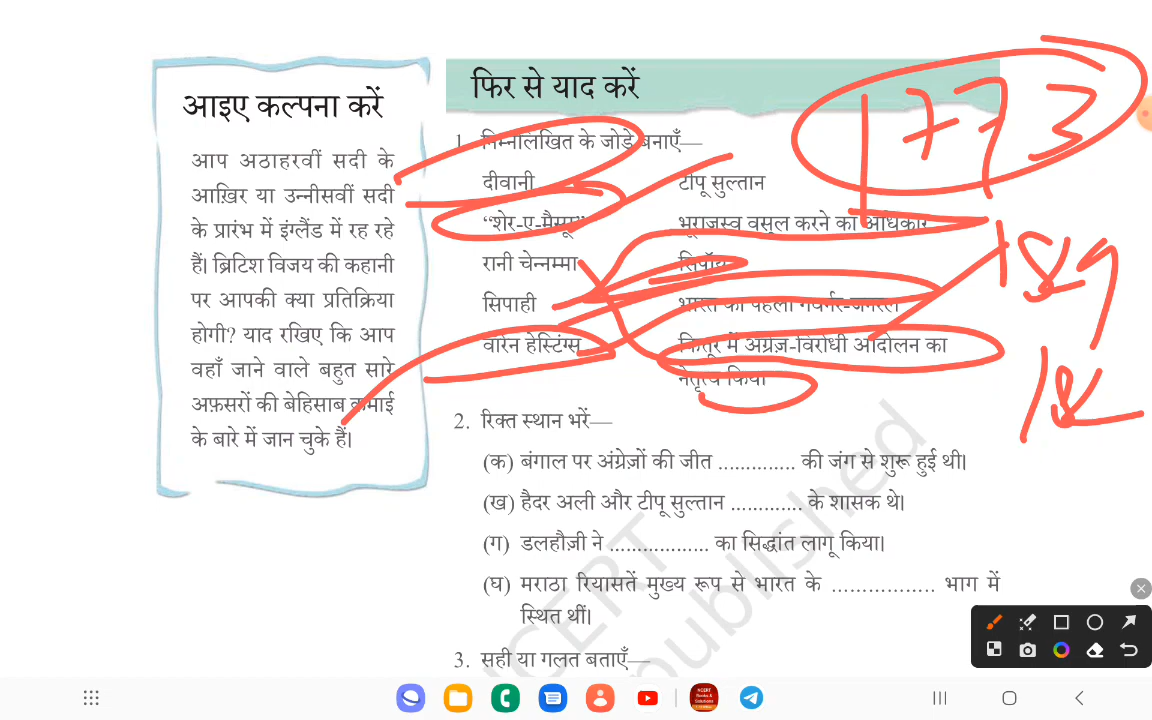 आइए कल्पना करें
आप अठाहरवीं सदी के
आख़िर या उन्नीसवीं सदी
के प्रारंभ में इंग्लैंड में रह रहे
हैं। ब्रिटिश विजय की कहानी
पर आपकी क्या प्रतिक्रिया
होगी? याद रखिए कि आप
वहाँ जाने वाले बहुत सारे
अफ़सरों की बेहिसाब कमाई
के बारे में जान चुके हैं।
फिर से याद करें
1773
1. निम्नलिखित के जोड़े बनाएँ—
दीवानी टीपू सुल्तान
“शेर-ए-मैसूर” भूराजस्व वसूल करने का अधिकार
रानी चेन्नम्मा सिपॉय
सिपाही भारत का पहला गवर्नर-जनरल
वॉरेन हेस्टिंग्स कित्तूर में अंग्रेज़-विरोधी आंदोलन का
नेतृत्व किया
2. रिक्त स्थान भरें—
(क) बंगाल पर अंग्रेज़ों की जीत .............. की जंग से शुरू हुई थी।
(ख) हैदर अली और टीपू सुल्तान ............. के शासक थे।
(ग) डलहौज़ी ने .................. का सिद्धांत लागू किया।
(घ) मराठा रियासतें मुख्य रूप से भारत के ................. भाग में
स्थित थीं।
3. सही या गलत बताएँ—